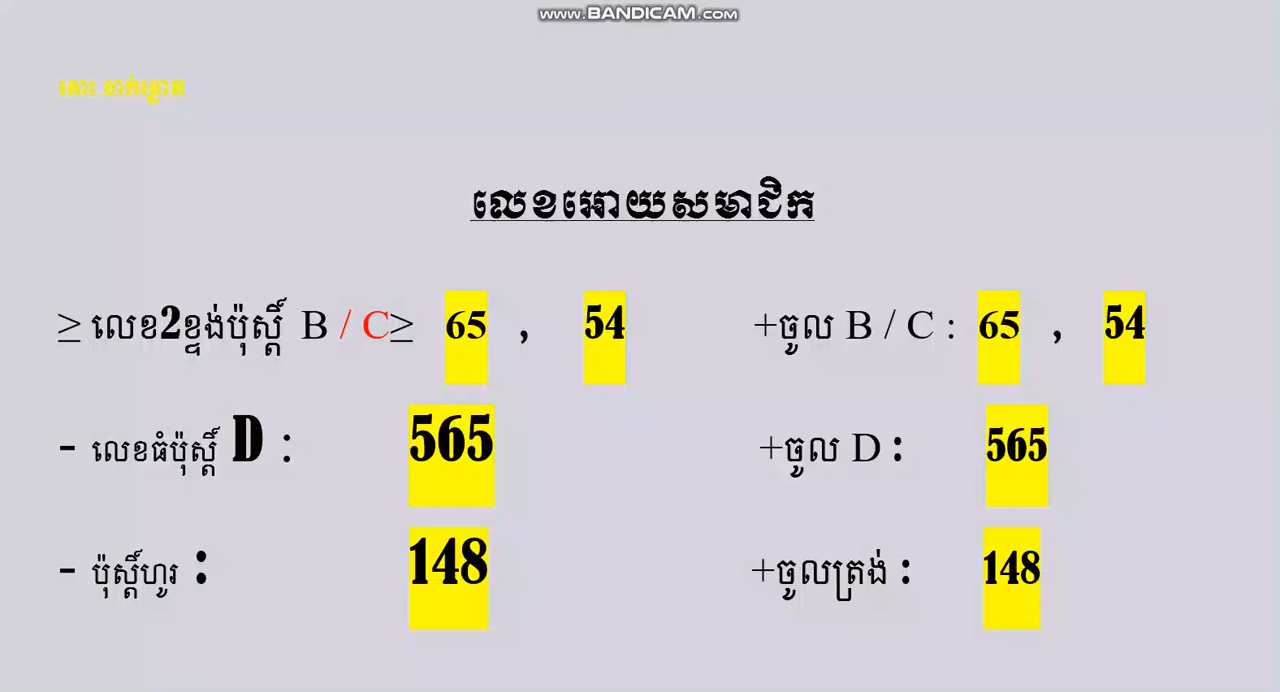 www.BANDICAM.com
លេខអោយសមាជិក
≥ លេខ2ខ្ទង់ប៉ុស្តិ៍ B / C≥ 65 , 54 +ចូល B / C : 65 , 54
- លេខធំប៉ុស្តិ៍ D : 565 +ចូល D : 565
- ប៉ុស្តិ៍ហូរ : 148 +ចូលត្រង់ : 148